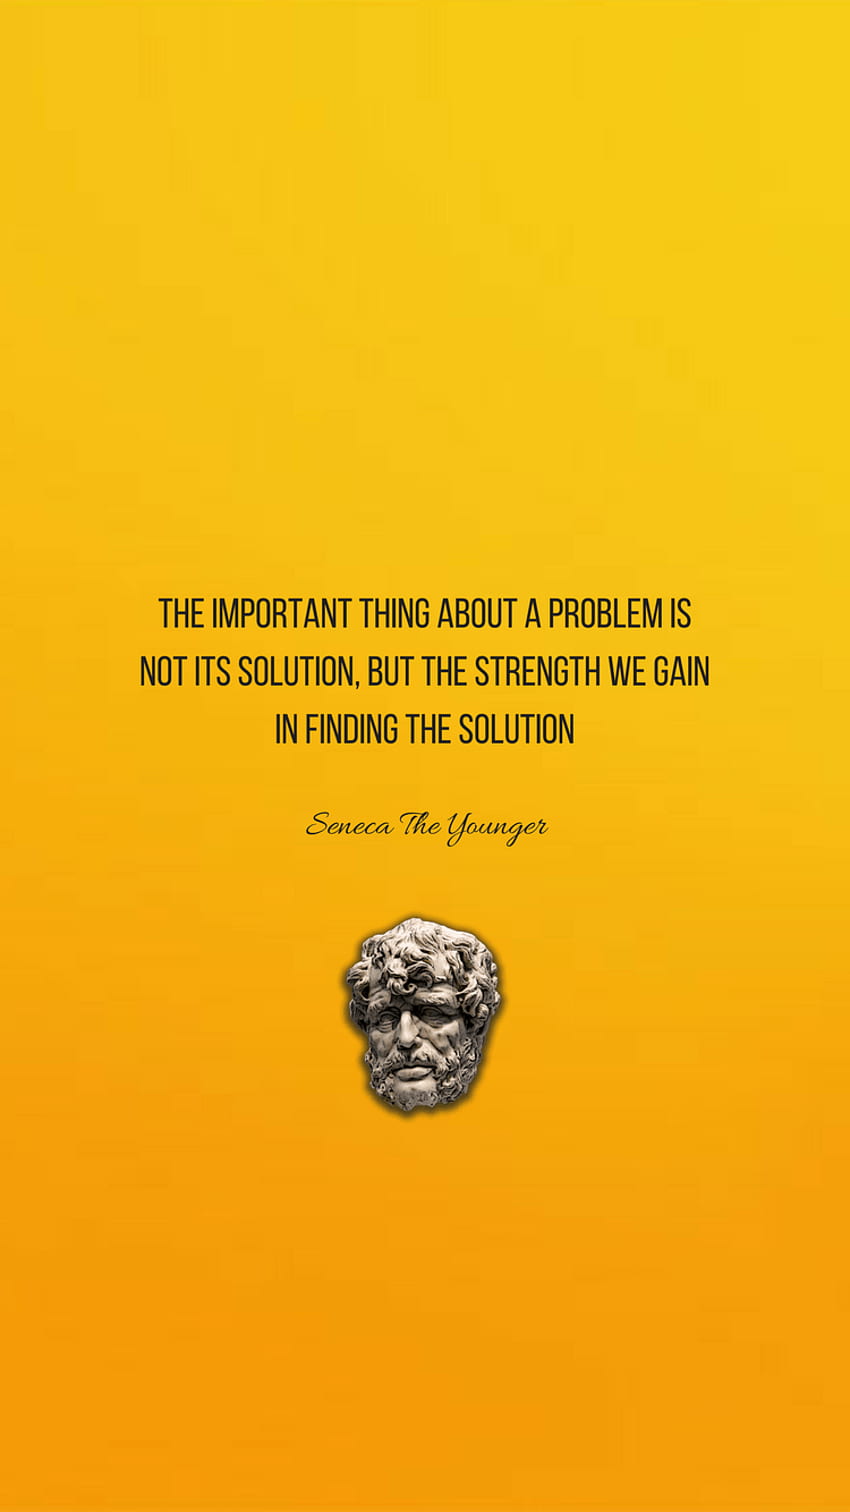 THE IMPORTANT THING ABOUT A PROBLEM IS
NOT ITS SOLUTION, BUT THE STRENGTH WE GAIN
IN FINDING THE SOLUTION
Seneca The Younger